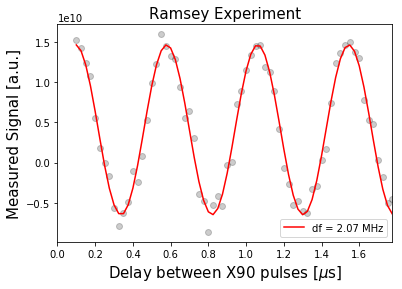 Ramsey Experiment
1e10
Measured Signal [a.u.]
1.5
1.0
0.5
0.0
−0.5
0.0 0.2 0.4 0.6 0.8 1.0 1.2 1.4 1.6
df = 2.07 MHz
Delay between X90 pulses [μs]